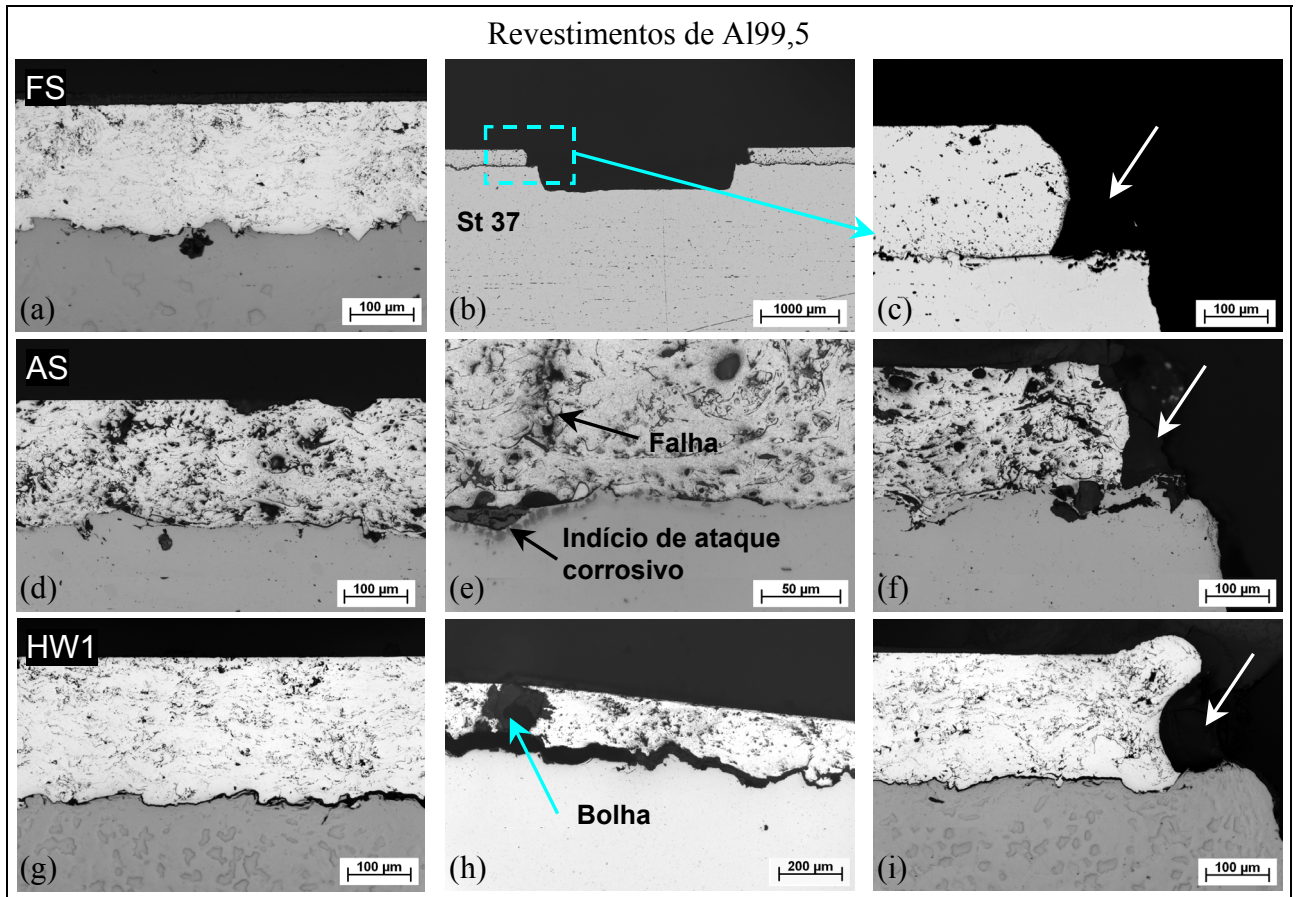 Revestimentos de Al99,5
FS
(a)
100 µm
St 37
(b)
1000 µm
(c)
100 µm
AS
(d)
100 µm
Falha
Indício de ataque
corrosivo
(e)
50 µm
(f)
100 µm
HW1
(g)
100 µm
Bolha
(h)
200 µm
(i)
100 µm